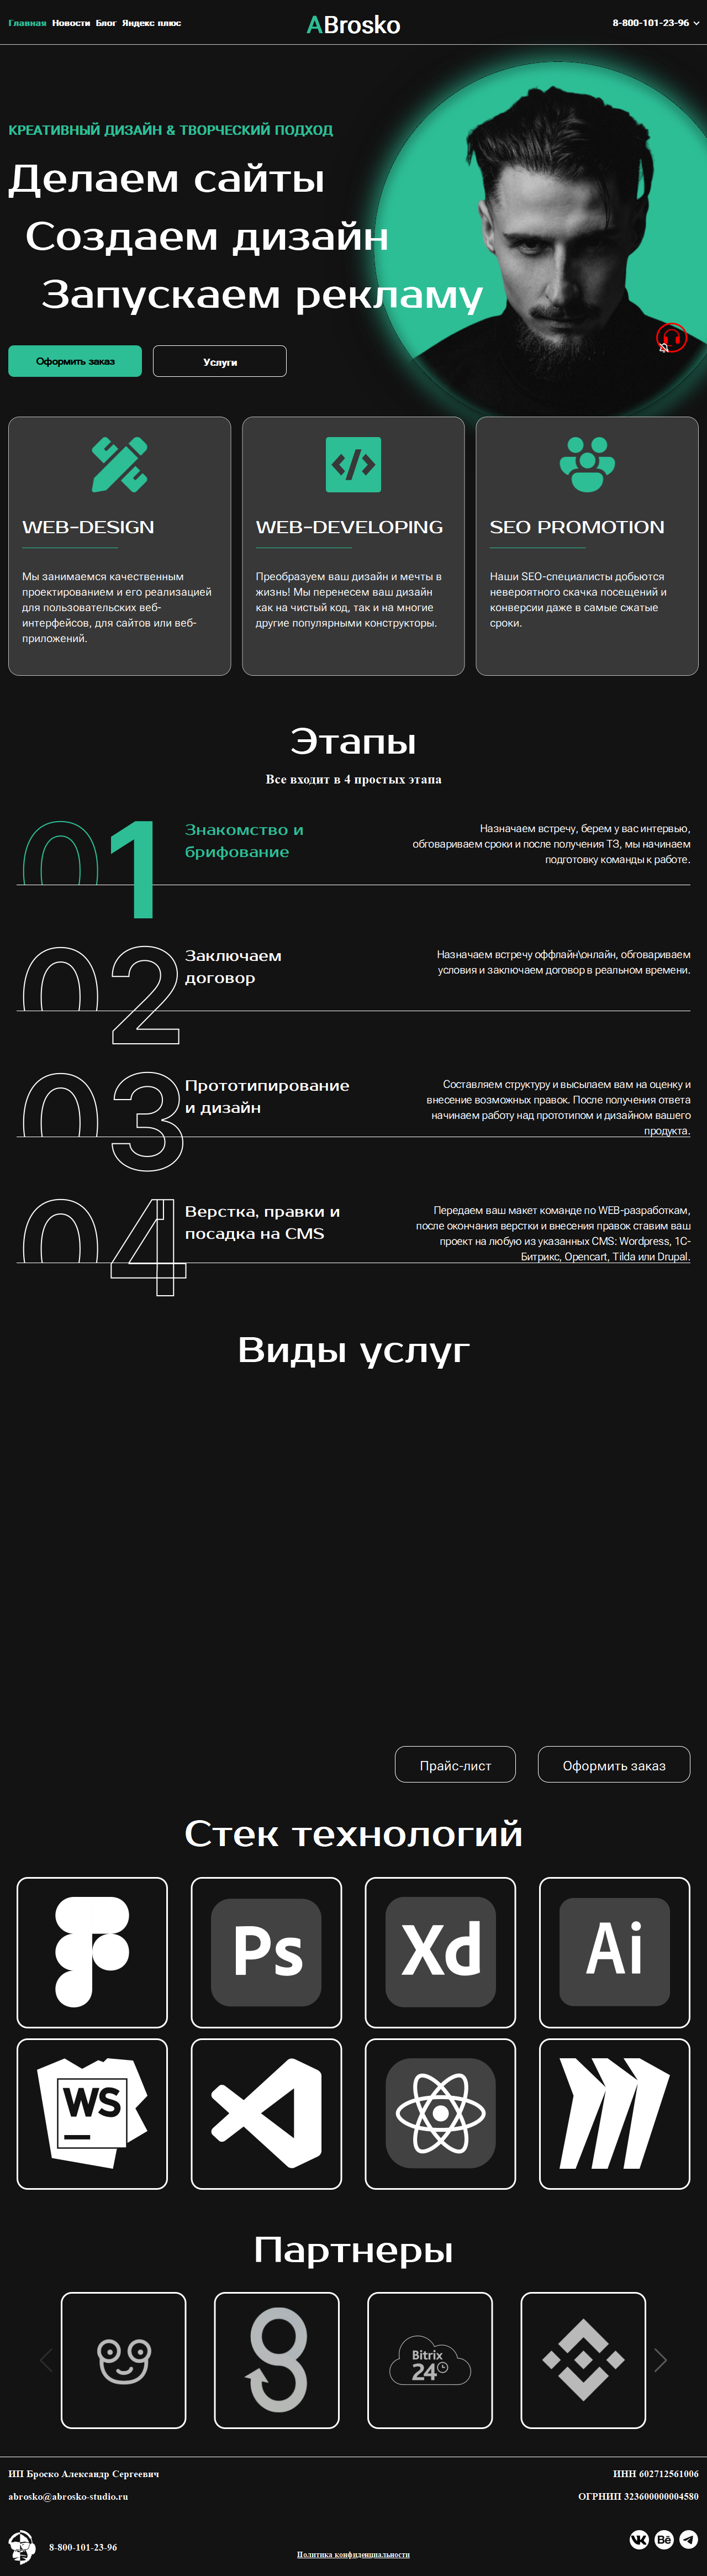 Главная Новости Блог Яндекс плюс
ABrosko
8-800-101-23-96
КРЕАТИВНЫЙ ДИЗАЙН & ТВОРЧЕСКИЙ ПОДХОД
Делаем сайты
Создаем дизайн
Запускаем рекламу
Оформить заказ
Услуги
WEB-DESIGN
Мы занимаемся качественным
проектированием и его реализацией
для пользовательских веб-
интерфейсов, для сайтов или веб-
приложений.
WEB-DEVELOPING
Преобразуем ваш дизайн и мечты в
жизнь! Мы перенесем ваш дизайн
как на чистый код, так и на многие
другие популярными конструкторы.
SEO PROMOTION
Наши SEO-специалисты добьются
невероятного скачка посещений и
конверсии даже в самые сжатые
сроки.
Этапы
Все входит в 4 простых этапа
01
Знакомство и
брифование
Назначаем встречу, берем у вас интервью,
обговариваем сроки и после получения ТЗ, мы начинаем
подготовку команды к работе.
02
Заключаем
договор
Назначаем встречу оффлайн\онлайн, обговариваем
условия и заключаем договор в реальном времени.
03
Прототипирование
и дизайн
Составляем структуру и высылаем вам на оценку и
внесение возможных правок. После получения ответа
начинаем работу над прототипом и дизайном вашего
продукта.
04
Верстка, правки и
посадка на CMS
Передаем ваш макет команде по WEB-разработкам,
после окончания верстки и внесения правок ставим ваш
проект на любую из указанных CMS: Wordpress, 1С-
Битрикс, Opencart, Tilda или Drupal.
Виды услуг
Прайс-лист
Оформить заказ
Стек технологий
Ps
Xd
Ai
WS
Партнеры
Bitrix
24
ИП Броско Александр Сергеевич
ИНН 602712561006
abrosko@abrosko-studio.ru
ОГРНИП 323600000004580
8-800-101-23-96
Политика конфиденциальности
Bē